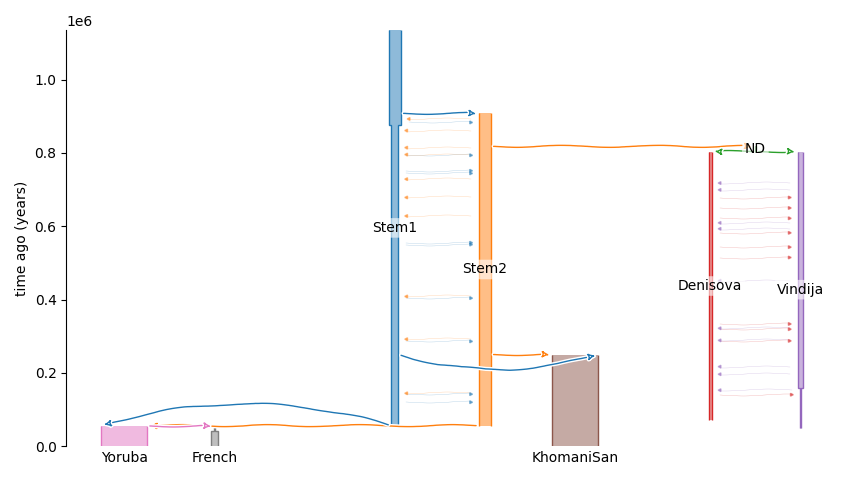 1e6
1.0
0.8
0.6
0.4
0.2
0.0
time ago (years)
ND
Stem1
Stem2
Denisova
Vindija
Yoruba
French
KhomaniSan